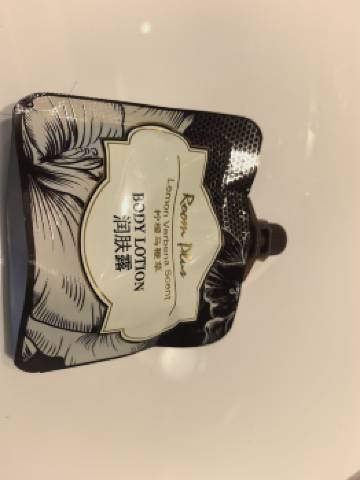 Room Plus
Lemon Verbena Scent
柠檬马鞭草
BODY LOTION
润肤露